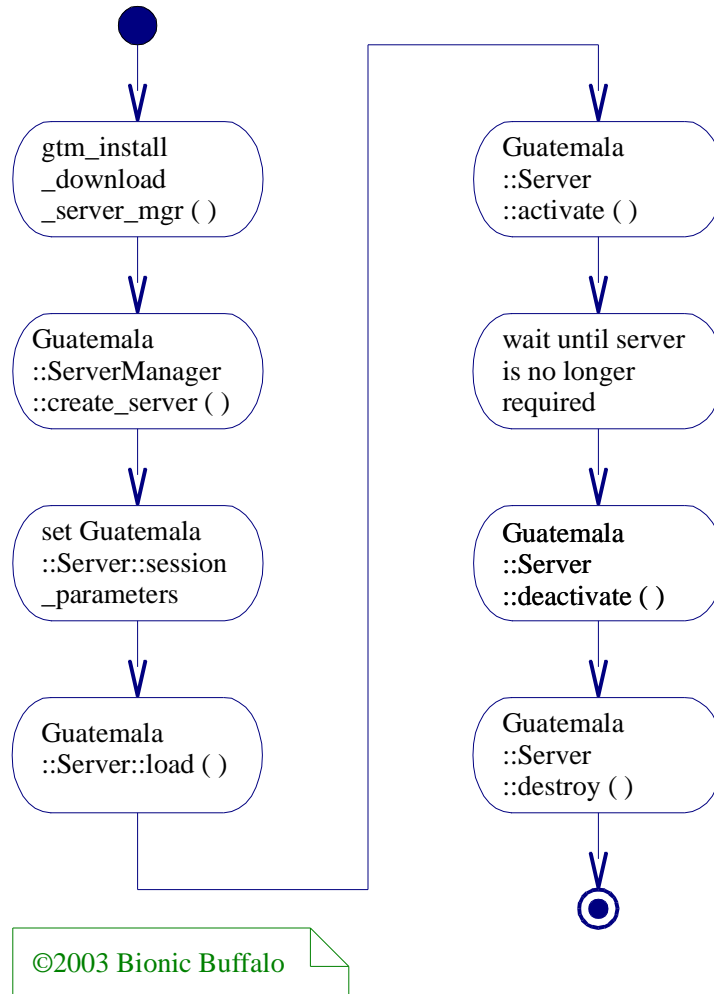 gtm_install
_download
_server_mgr ( )
Guatemala
::ServerManager
::create_server ( )
set Guatemala
::Server::session
_parameters
Guatemala
::Server::load ( )
Guatemala
::Server
::activate ( )
wait until server
is no longer
required
Guatemala
::Server
::deactivate ( )
Guatemala
::Server
::destroy ( )
©2003 Bionic Buffalo